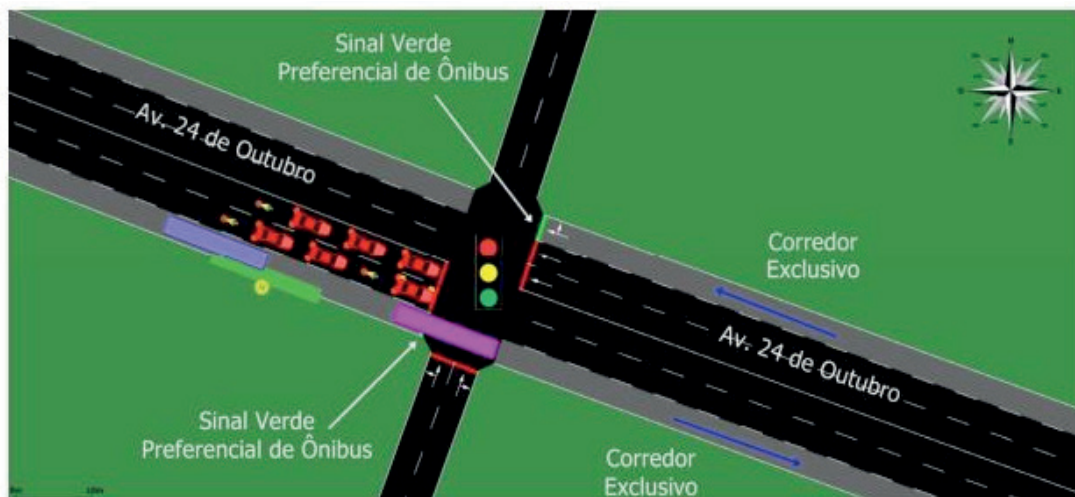 Sinal Verde
Preferencial de Ônibus
Av. 24 de Outubro
Corredor
Exclusivo
Av. 24 de Outubro
Sinal Verde
Preferencial de Ônibus
Corredor
Exclusivo